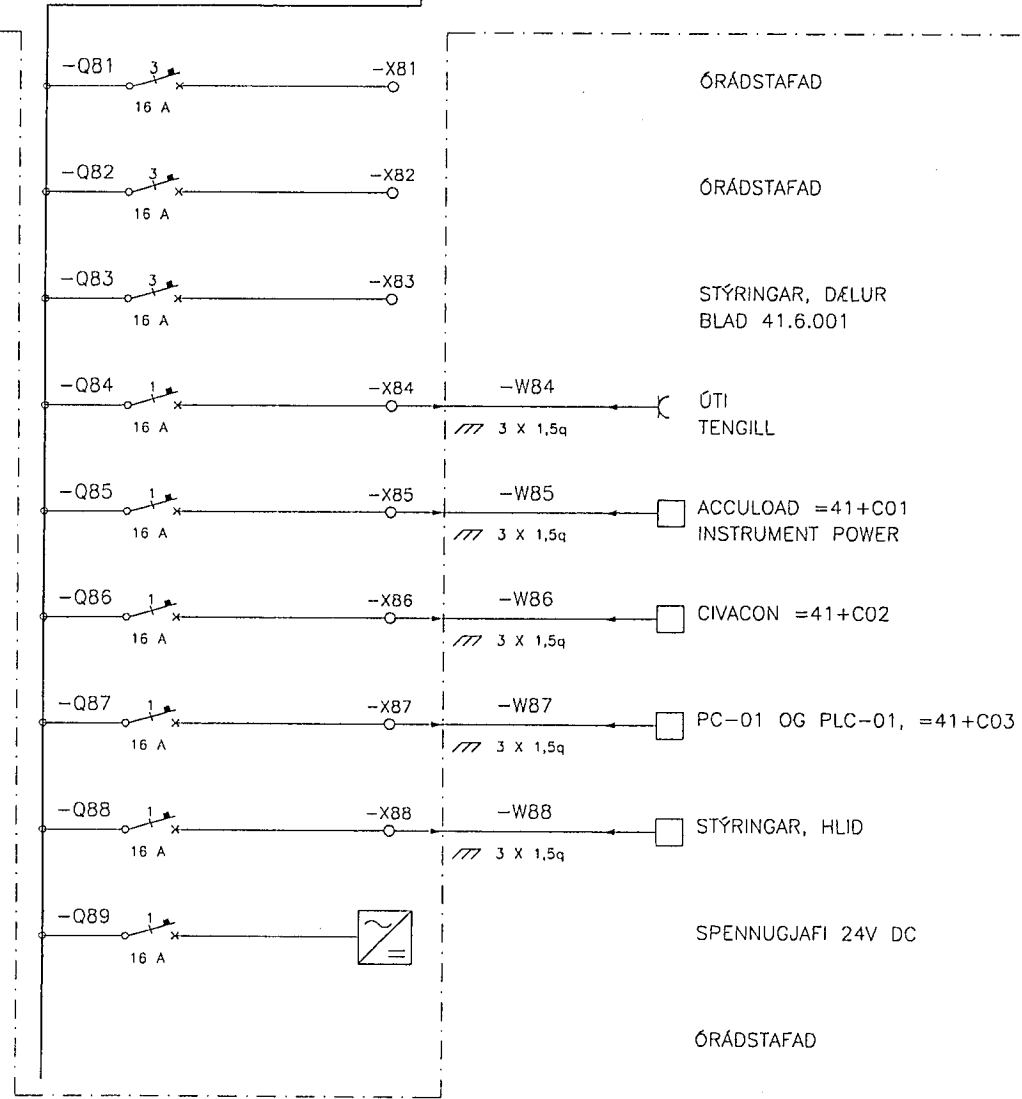 -Q81 3 -X81 ÓRÁDSTAFAD
16 A
-Q82 3 -X82 ÓRÁDSTAFAD
16 A
-Q83 3 -X83 STÝRINGAR, DÆLUR
16 A BLAD 41.6.001
-Q84 1 -X84 -W84 ÚTI
16 A 3 X 1,5q TENGILL
-Q85 1 -X85 -W85 ACCULOAD =41+C01
16 A 3 X 1,5q INSTRUMENT POWER
-Q86 1 -X86 -W86 CIVACON =41+C02
16 A 3 X 1,5q
-Q87 1 -X87 -W87 PC-01 OG PLC-01, =41+C03
16 A 3 X 1,5q
-Q88 1 -X88 -W88 STÝRINGAR, HLID
16 A 3 X 1,5q
-Q89 1 SPENNUGJAFI 24V DC
16 A
ÓRÁDSTAFAD